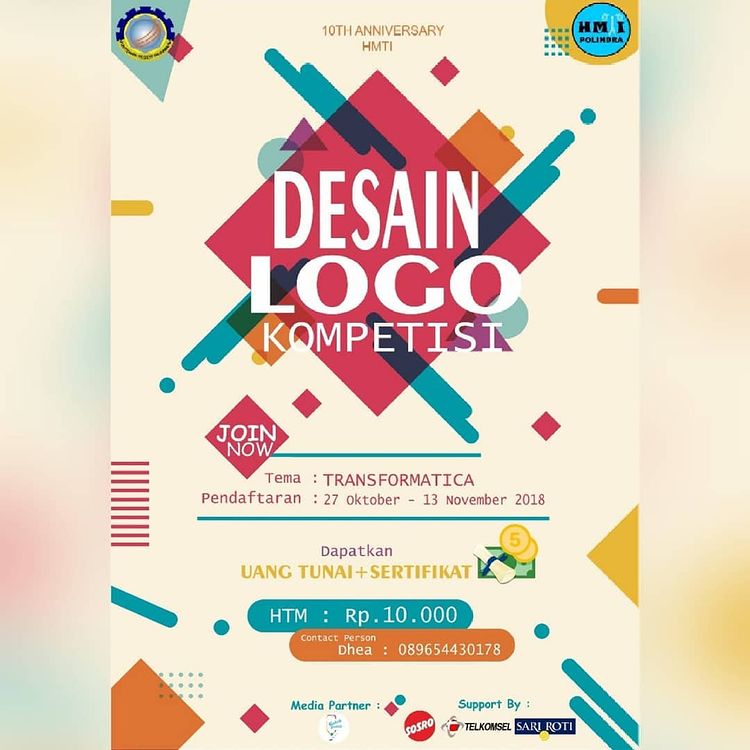 10TH ANNIVERSARY
HMTI
HMTI
POLINDRA
DESAIN
LOGO
KOMPETISI
JOIN
NOW
Tema : TRANSFORMATICA
Pendaftaran : 27 Oktober - 13 November 2018
Dapatkan
UANG TUNAI+SERTIFIKAT
5
HTM : Rp.10.000
Contact Person
Dhea : 089654430178
Media Partner :
Support By :
SOSRO
TELKOMSEL
SARI ROTI